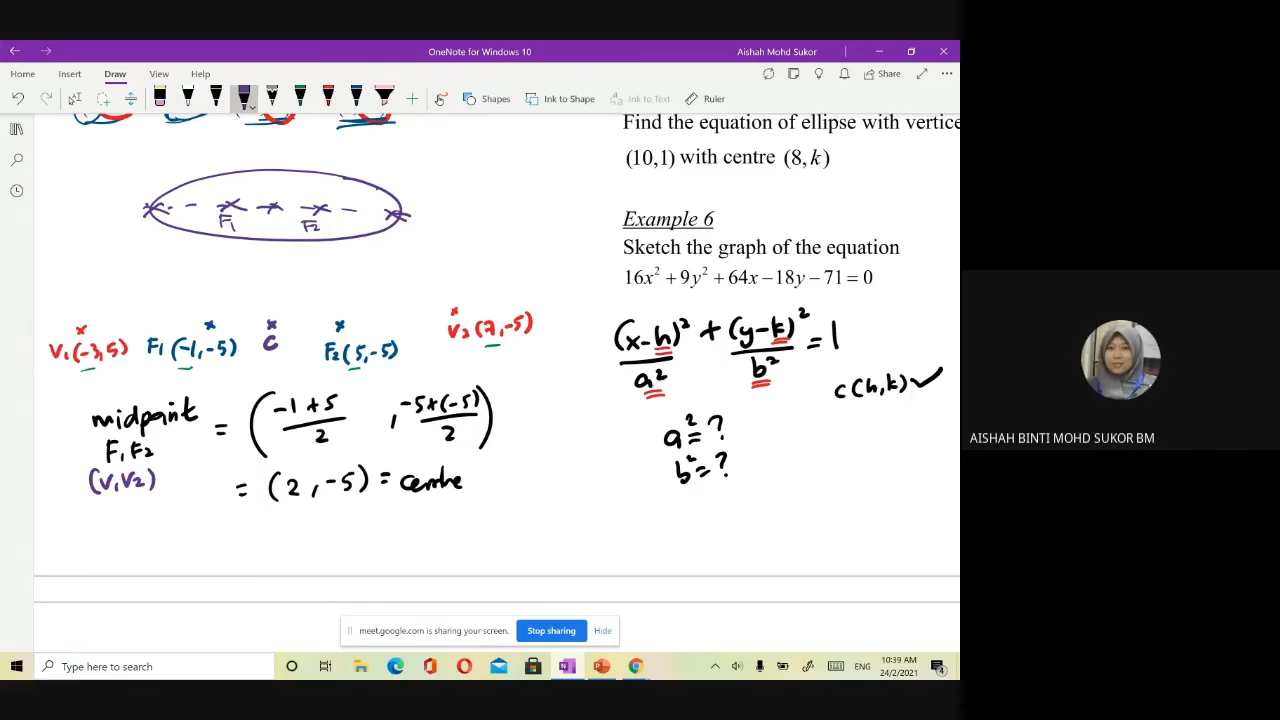 OneNote for Windows 10
Aishah Mohd Sukor
Home Insert Draw View Help
Share
Shapes
Ink to Shape
Ink to Text
Ruler
F1 F2
V1(-3,5) F1(-1,-5) C F2(5,-5) V2(7,-5)
midpoint F1F2 = (-1+5/2, -5+(-5)/2)
(V1V2)
= (2,-5) = centre
Find the equation of ellipse with vertice
(10,1) with centre (8,k)
Example 6
Sketch the graph of the equation
16x² + 9y² + 64x − 18y − 71 = 0
(x-h)²/a² + (y-k)²/b² = 1
C(h,k) ✓
a² = ?
b² = ?
AISHAH BINTI MOHD SUKOR BM
meet.google.com is sharing your screen. Stop sharing Hide
Type here to search
ENG
10:39 AM
24/2/2021
4